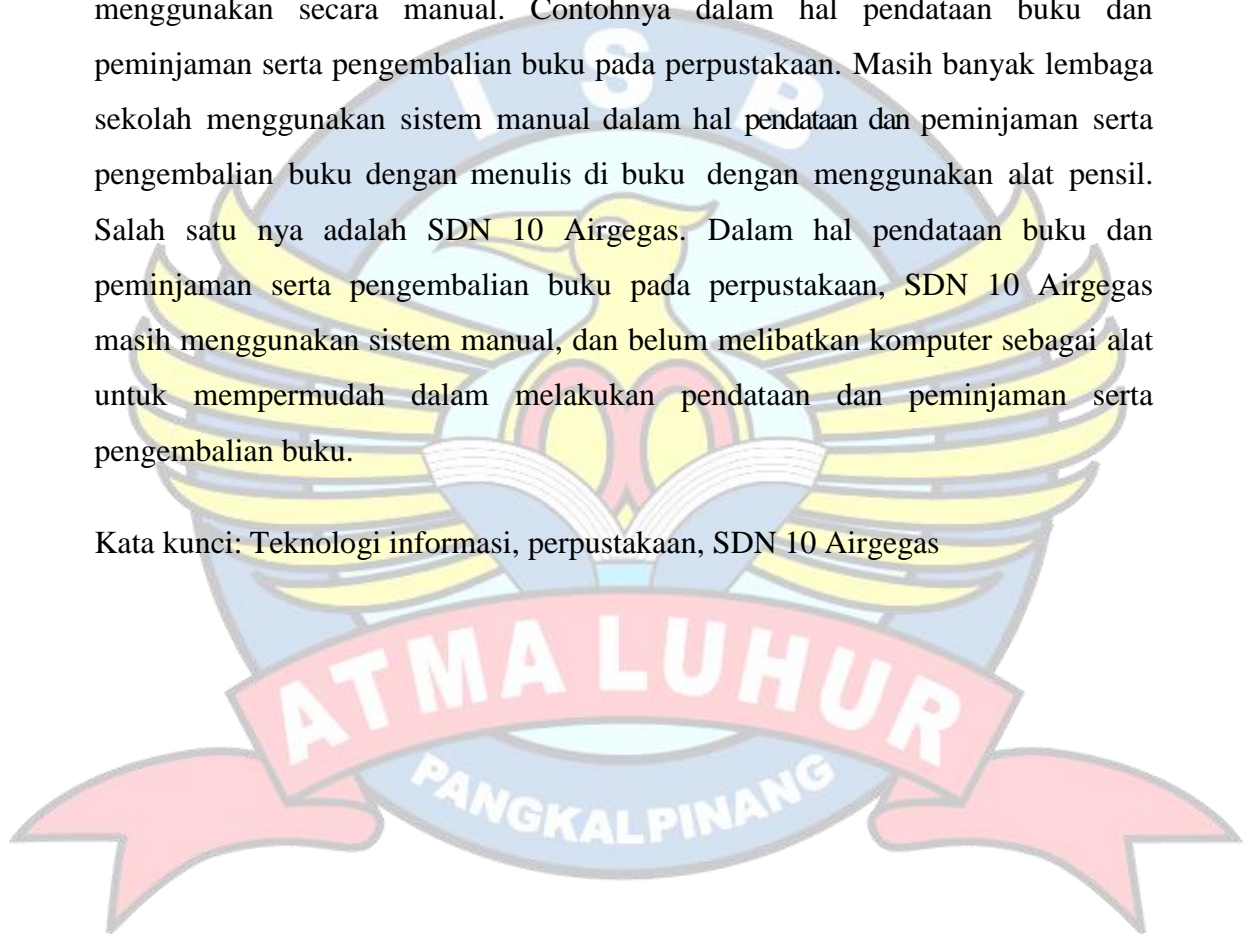 menggunakan secara manual. Contohnya dalam hal pendataan buku dan
peminjaman serta pengembalian buku pada perpustakaan. Masih banyak lembaga
sekolah menggunakan sistem manual dalam hal pendataan dan peminjaman serta
pengembalian buku dengan menulis di buku dengan menggunakan alat pensil.
Salah satu nya adalah SDN 10 Airgegas. Dalam hal pendataan buku dan
peminjaman serta pengembalian buku pada perpustakaan, SDN 10 Airgegas
masih menggunakan sistem manual, dan belum melibatkan komputer sebagai alat
untuk mempermudah dalam melakukan pendataan dan peminjaman serta
pengembalian buku.
Kata kunci: Teknologi informasi, perpustakaan, SDN 10 Airgegas
I S B
ATMA LUHUR
PANGKALPINANG